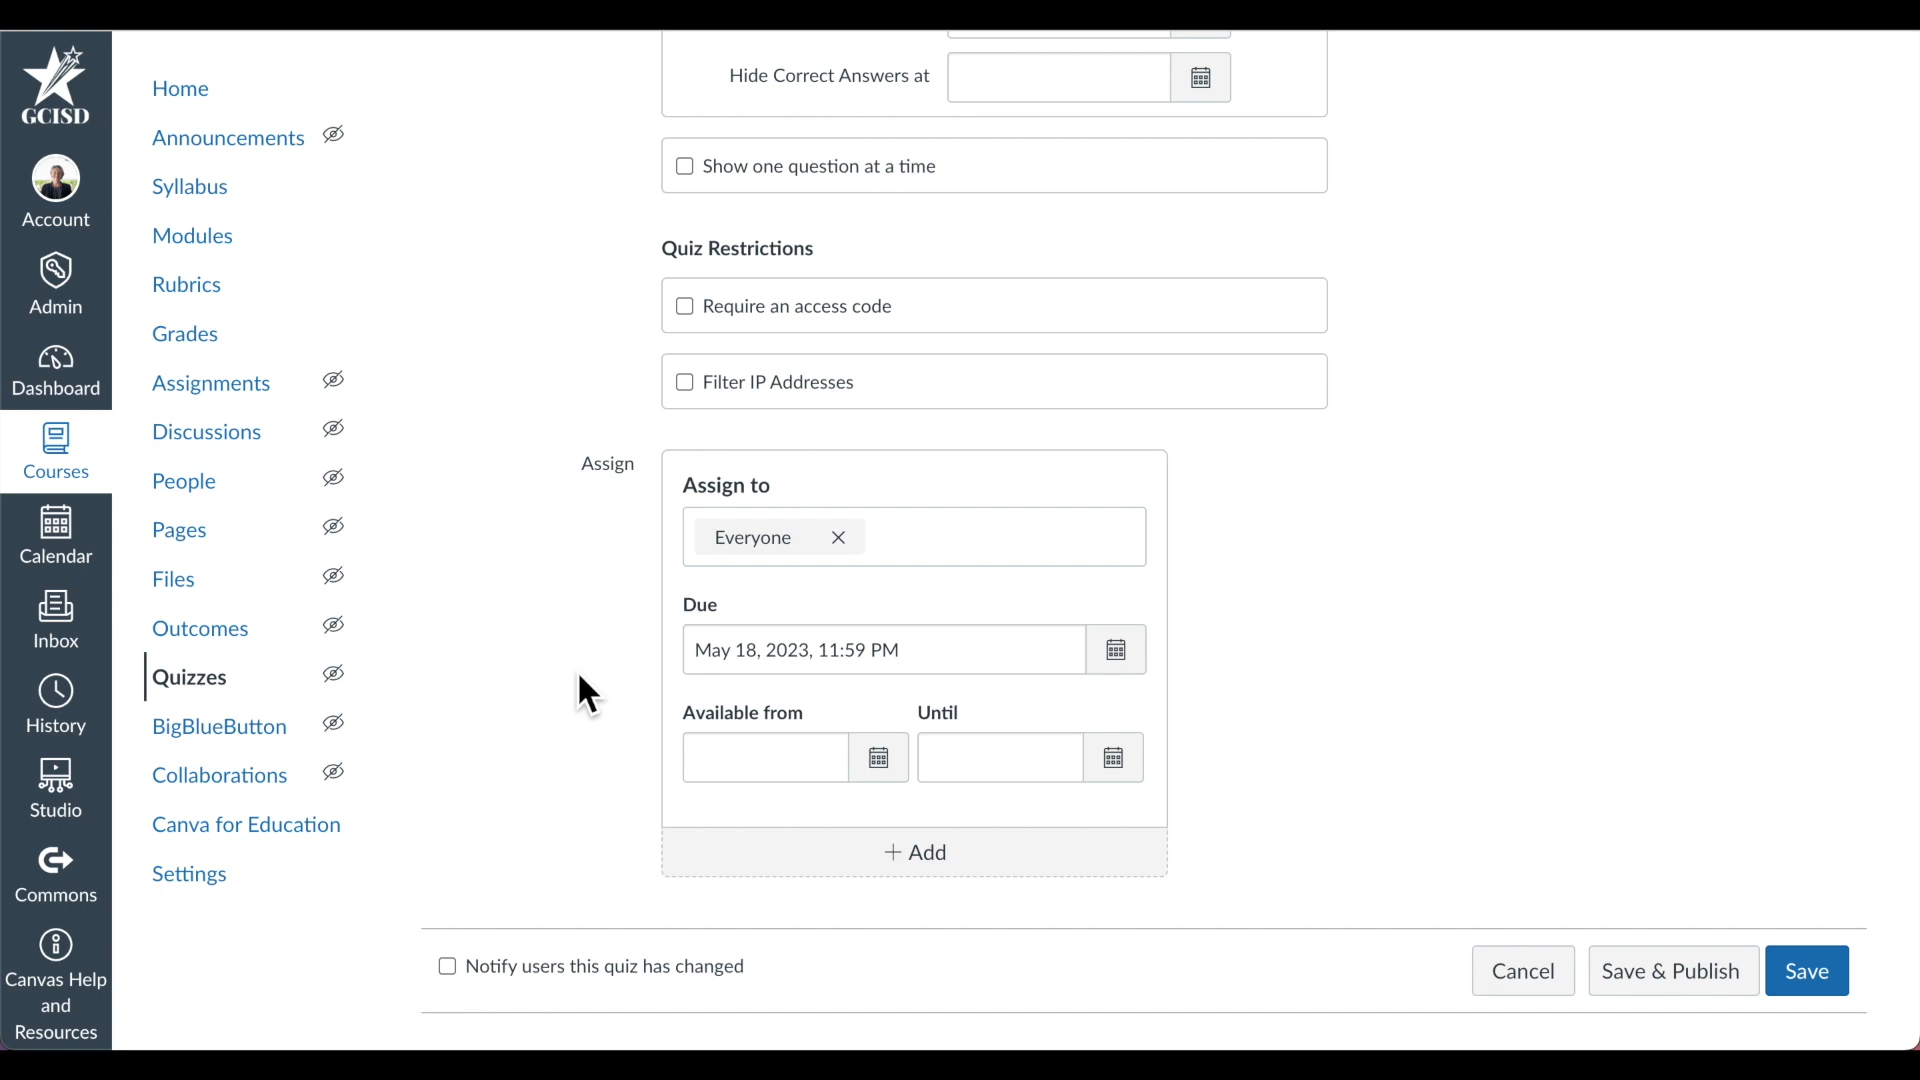 GCISD
Account
Admin
Dashboard
Courses
Calendar
Inbox
History
Studio
Commons
Canvas Help
and
Resources
Home
Announcements
Syllabus
Modules
Rubrics
Grades
Assignments
Discussions
People
Pages
Files
Outcomes
Quizzes
BigBlueButton
Collaborations
Canva for Education
Settings
Hide Correct Answers at
Show one question at a time
Quiz Restrictions
Require an access code
Filter IP Addresses
Assign
Assign to
Everyone
Due
May 18, 2023, 11:59 PM
Available from Until
+ Add
Notify users this quiz has changed
Cancel Save & Publish Save